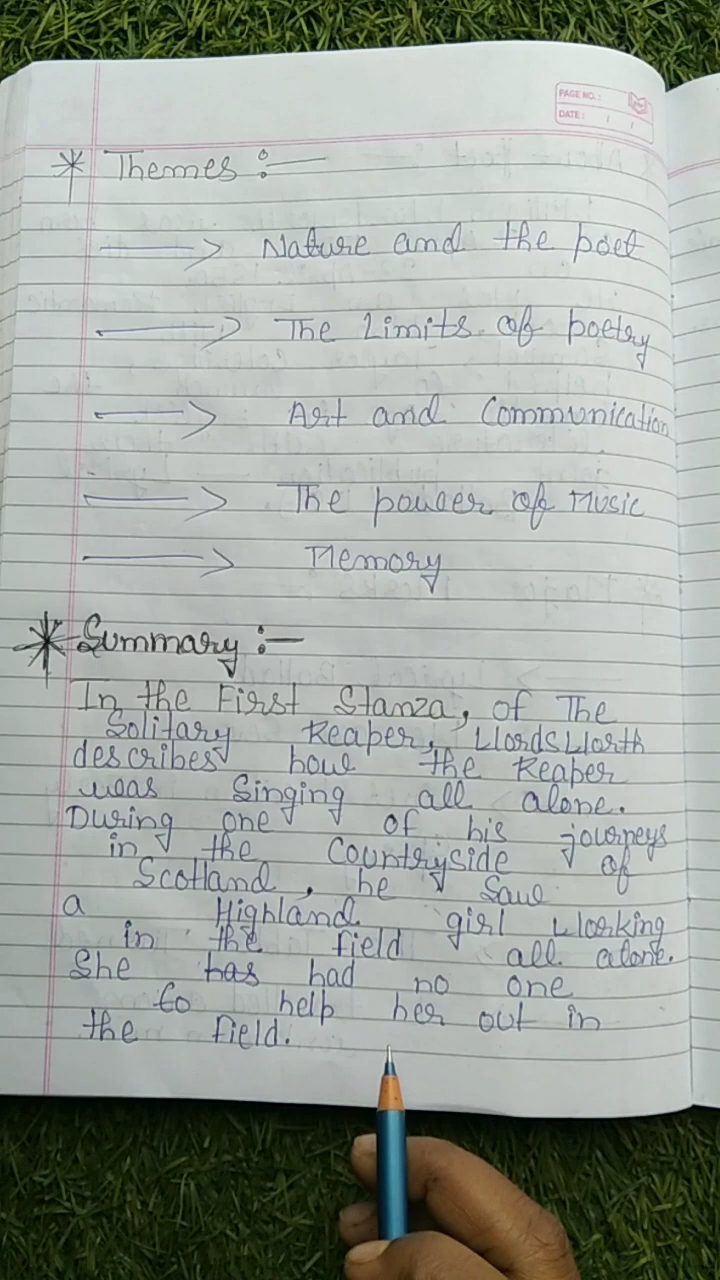 PAGE NO.:
DATE: / /
* Themes :—
→ Nature and the poet
→ The Limits of poetry
→ Art and Communication
→ The power of Music
→ Memory
* Summary :—
In the First Stanza, of The
Solitary Reaper, Wordsworth
describes how the Reaper
was Singing all alone.
During one of his journeys
in the Countryside of
Scotland, he saw
a Highland girl working
in the field all alone.
She has had no one
to help her out in
the field.